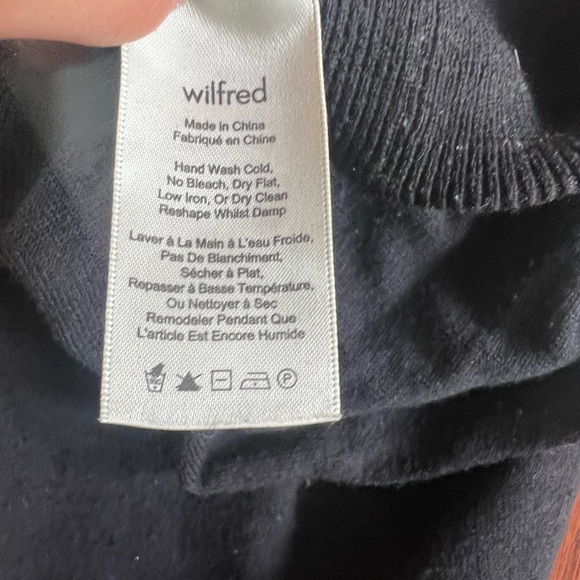 wilfred
Made in China
Fabriqué en Chine
Hand Wash Cold,
No Bleach, Dry Flat,
Low Iron, Or Dry Clean
Reshape Whilst Damp
Laver à La Main à L'eau Froide,
Pas De Blanchiment,
Sécher à Plat,
Repasser à Basse Température,
Ou Nettoyer à Sec
Remodeler Pendant Que
L'article Est Encore Humide
P